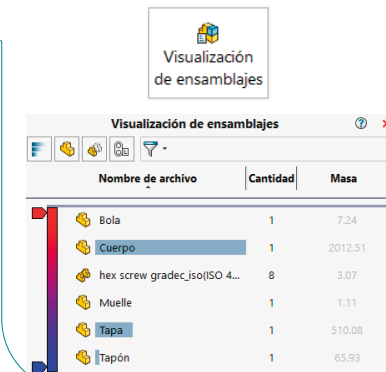 Visualización
de ensamblajes
Visualización de ensamblajes
Nombre de archivo Cantidad Masa
Bola 1 7.24
Cuerpo 1 2012.51
hex screw gradec_iso(ISO 4... 8 3.07
Muelle 1 1.11
Tapa 1 510.08
Tapón 1 65.93